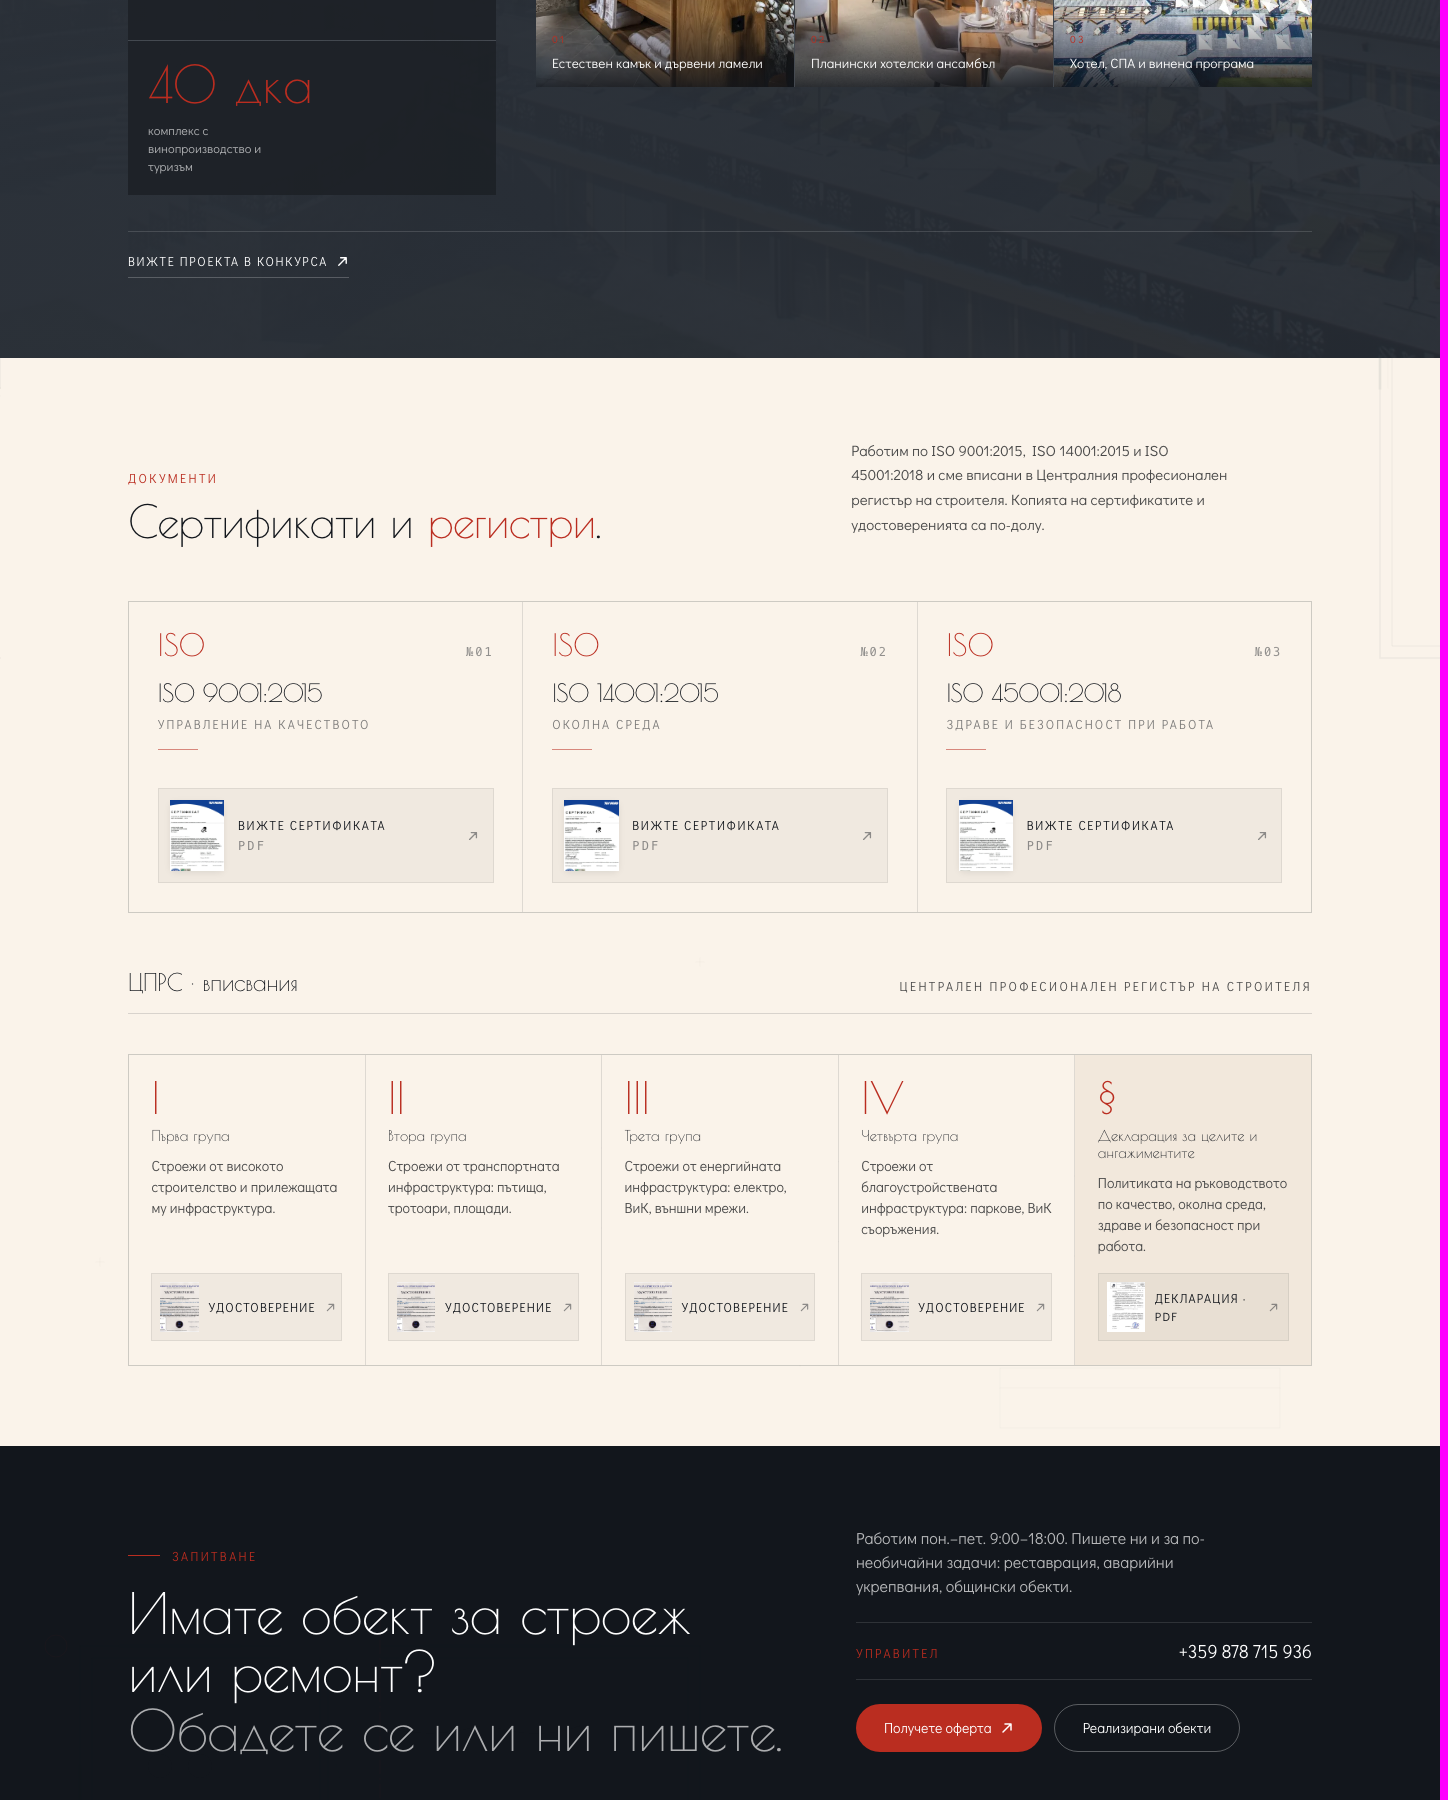 40 дка
комплекс с
винопроизводство и
туризъм
Естествен камък и дървени ламели
Планински хотелски ансамбъл
03
Хотел, СПА и винена програма
ВИЖТЕ ПРОЕКТА В КОНКУРСА
ДОКУМЕНТИ
Сертификати и регистри.
Работим по ISO 9001:2015, ISO 14001:2015 и ISO
45001:2018 и сме вписани в Централния професионален
регистър на строителя. Копията на сертификатите и
удостоверенията са по-долу.
ISO
№01
ISO 9001:2015
УПРАВЛЕНИЕ НА КАЧЕСТВОТО
СЕРТИФИКАТ
ВИЖТЕ СЕРТИФИКАТА
PDF
ISO
№02
ISO 14001:2015
ОКОЛНА СРЕДА
СЕРТИФИКАТ
ВИЖТЕ СЕРТИФИКАТА
PDF
ISO
№03
ISO 45001:2018
ЗДРАВЕ И БЕЗОПАСНОСТ ПРИ РАБОТА
СЕРТИФИКАТ
ВИЖТЕ СЕРТИФИКАТА
PDF
ЦПРС · вписвания
ЦЕНТРАЛЕН ПРОФЕСИОНАЛЕН РЕГИСТЪР НА СТРОИТЕЛЯ
I
Първа група
Строежи от високото
строителство и прилежащата
му инфраструктура.
УДОСТОВЕРЕНИЕ
II
Втора група
Строежи от транспортната
инфраструктура: пътища,
тротоари, площади.
УДОСТОВЕРЕНИЕ
III
Трета група
Строежи от енергийната
инфраструктура: електро,
ВиК, външни мрежи.
УДОСТОВЕРЕНИЕ
IV
Четвърта група
Строежи от
благоустройствената
инфраструктура: паркове, ВиК
съоръжения.
УДОСТОВЕРЕНИЕ
§
Декларация за целите и
ангажиментите
Политиката на ръководството
по качество, околна среда,
здраве и безопасност при
работа.
ДЕКЛАРАЦИЯ ·
PDF
ЗАПИТВАНЕ
Имате обект за строеж
или ремонт?
Обадете се или ни пишете.
Работим пон.–пет. 9:00–18:00. Пишете ни и за по-
необичайни задачи: реставрация, аварийни
укрепвания, общински обекти.
УПРАВИТЕЛ
+359 878 715 936
Получете оферта
Реализирани обекти